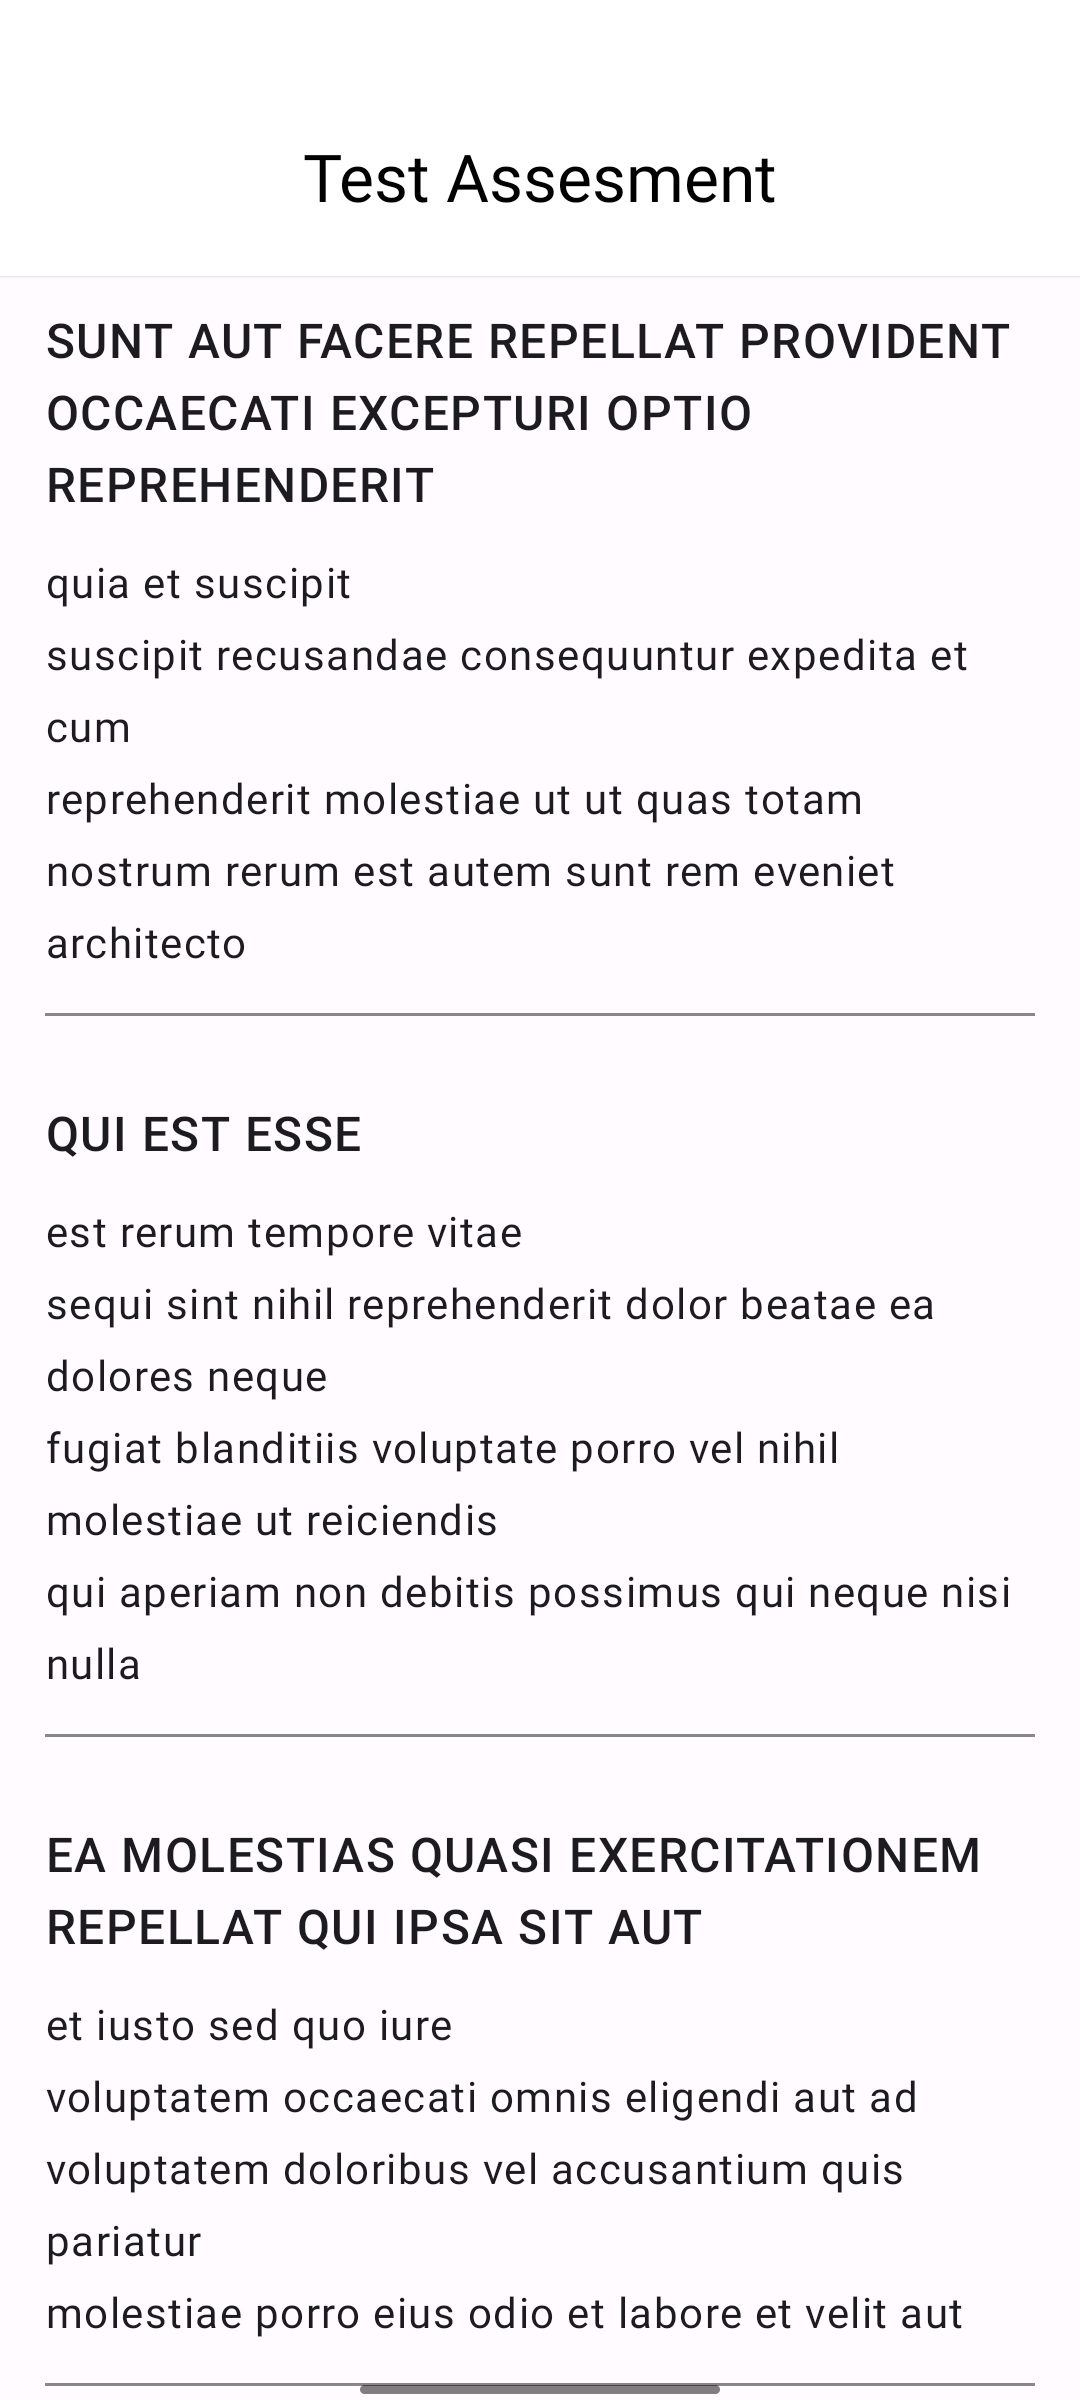 Test Assesment
SUNT AUT FACERE REPELLAT PROVIDENT
OCCAECATI EXCEPTURI OPTIO
REPREHENDERIT
quia et suscipit
suscipit recusandae consequuntur expedita et
cum
reprehenderit molestiae ut ut quas totam
nostrum rerum est autem sunt rem eveniet
architecto
QUI EST ESSE
est rerum tempore vitae
sequi sint nihil reprehenderit dolor beatae ea
dolores neque
fugiat blanditiis voluptate porro vel nihil
molestiae ut reiciendis
qui aperiam non debitis possimus qui neque nisi
nulla
EA MOLESTIAS QUASI EXERCITATIONEM
REPELLAT QUI IPSA SIT AUT
et iusto sed quo iure
voluptatem occaecati omnis eligendi aut ad
voluptatem doloribus vel accusantium quis
pariatur
molestiae porro eius odio et labore et velit aut